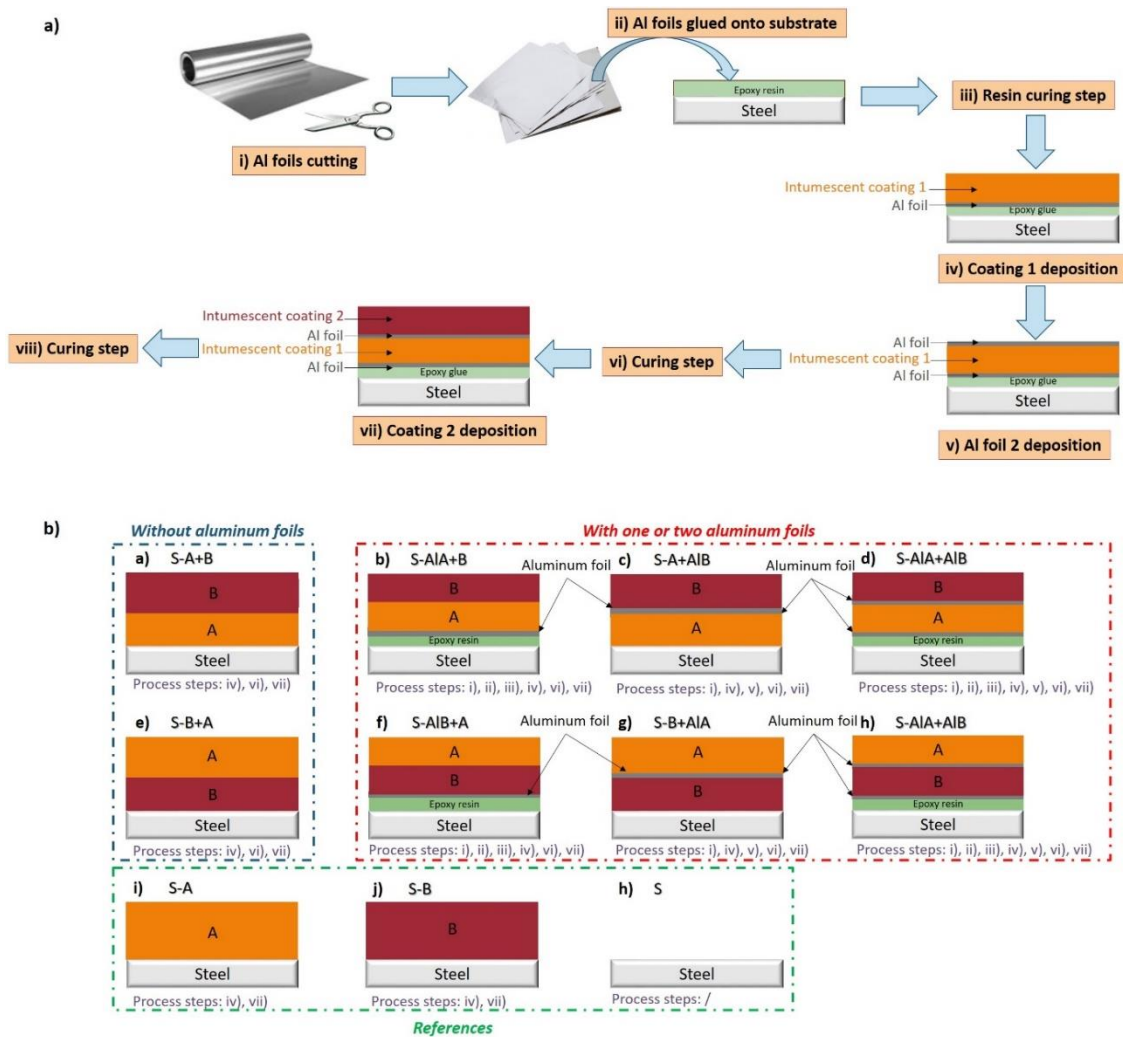 a)
ii) Al foils glued onto substrate
Epoxy resin
Steel
iii) Resin curing step
i) Al foils cutting
Intumescent coating 1
Al foil
Epoxy glue
Steel
iv) Coating 1 deposition
Intumescent coating 2
Al foil
Intumescent coating 1
Al foil
Epoxy glue
Steel
viii) Curing step
vi) Curing step
Al foil
Intumescent coating 1
Al foil
Epoxy glue
Steel
vii) Coating 2 deposition
v) Al foil 2 deposition
b)
Without aluminum foils
With one or two aluminum foils
a) S-A+B
B
A
Steel
Process steps: iv), vi), vii)
b) S-AlA+B
Aluminum foil
B
A
Epoxy resin
Steel
Process steps: i), ii), iii), iv), vi), vii)
c) S-A+AlB
Aluminum foil
B
A
Steel
Process steps: i), iv), v), vi), vii)
d) S-AlA+AlB
B
A
Epoxy resin
Steel
Process steps: i), ii), iii), iv), v), vi), vii)
e) S-B+A
A
B
Steel
Process steps: iv), vi), vii)
f) S-AlB+A
Aluminum foil
A
B
Epoxy resin
Steel
Process steps: i), ii), iii), iv), vi), vii)
g) S-B+AlA
Aluminum foil
A
B
Steel
Process steps: i), iv), v), vi), vii)
h) S-AlA+AlB
A
B
Epoxy resin
Steel
Process steps: i), ii), iii), iv), v), vi), vii)
i) S-A
A
Steel
Process steps: iv), vii)
j) S-B
B
Steel
Process steps: iv), vii)
h) S
Steel
Process steps: /
References